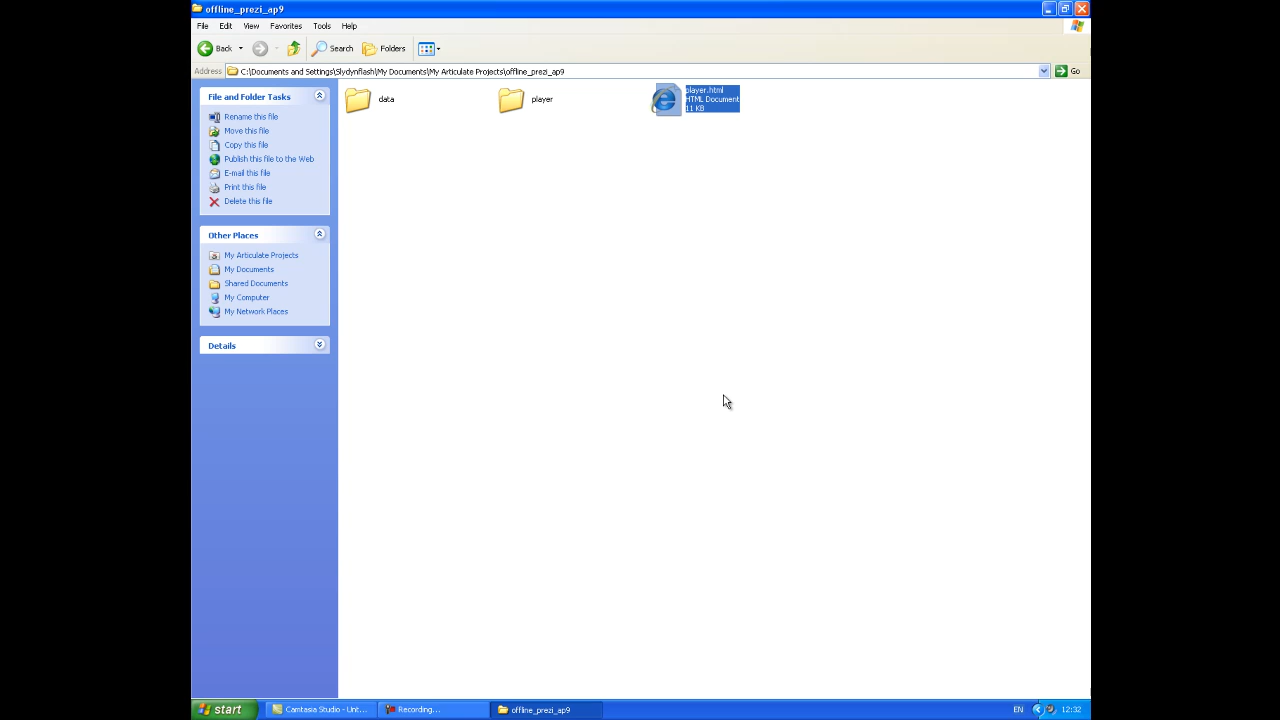 offline_prezi_ap9
File Edit View Favorites Tools Help
Back Search Folders
Address C:\Documents and Settings\Slydynflash\My Documents\My Articulate Projects\offline_prezi_ap9 Go
File and Folder Tasks
Rename this file
Move this file
Copy this file
Publish this file to the Web
E-mail this file
Print this file
Delete this file
Other Places
My Articulate Projects
My Documents
Shared Documents
My Computer
My Network Places
Details
data
player
player.html
HTML Document
11 KB
start Camtasia Studio - Unt... Recording... offline_prezi_ap9 EN 12:32